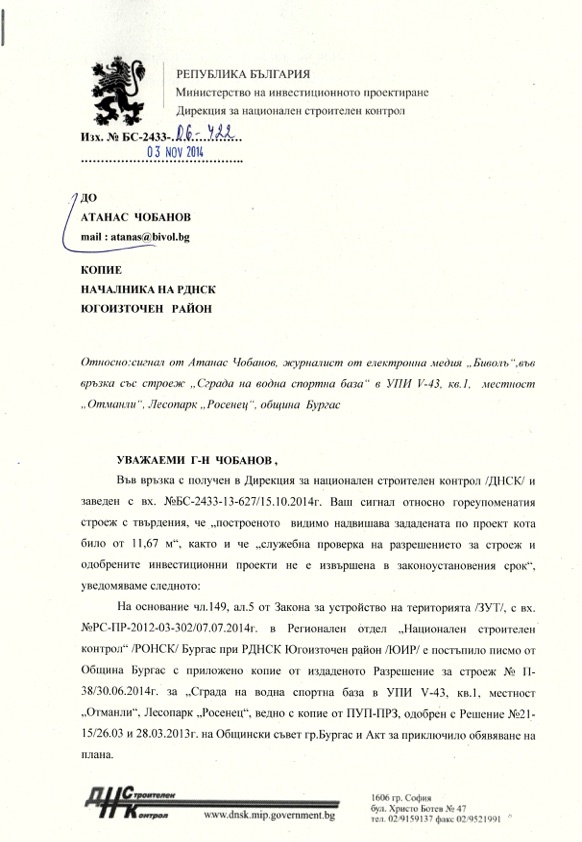 РЕПУБЛИКА БЪЛГАРИЯ
Министерство на инвестиционното проектиране
Дирекция за национален строителен контрол
Изх. № БС-2433-.06-422
03 NOV 2014
ДО
АТАНАС ЧОБАНОВ
mail : atanas@bivol.bg
КОПИЕ
НАЧАЛНИКА НА РДНСК
ЮГОИЗТОЧЕН РАЙОН
Относно:сигнал от Атанас Чобанов, журналист от електронна медия „Биволъ“,във
връзка със строеж „Сграда на водна спортна база“ в УПИ V-43, кв.1, местност
„Отманли“, Лесопарк „Росенец“, община Бургас
УВАЖАЕМИ Г-Н ЧОБАНОВ ,
Във връзка с получен в Дирекция за национален строителен контрол /ДНСК/ и
заведен с вх. №БС-2433-13-627/15.10.2014г. Ваш сигнал относно гореупоменатия
строеж с твърдения, че „построеното видимо надвишава зададената по проект кота
било от 11,67 м“, както и че „служебна проверка на разрешението за строеж и
одобрените инвестиционни проекти не е извършена в законоустановения срок“,
уведомяваме следното:
На основание чл.149, ал.5 от Закона за устройство на територията /ЗУТ/, с вх.
№РС-ПР-2012-03-302/07.07.2014г. в Регионален отдел „Национален строителен
контрол“ /РОНСК/ Бургас при РДНСК Югоизточен район /ЮИР/ е постъпило писмо от
Община Бургас с приложено копие от издаденото Разрешение за строеж № П-
38/30.06.2014г. за „Сграда на водна спортна база в УПИ V-43, кв.1, местност
„Отманли“, Лесопарк „Росенец“, ведно с копие от ПУП-ПРЗ, одобрен с Решение №21-
15/26.03 и 28.03.2013г. на Общински съвет гр.Бургас и Акт за приключило обявяване на
плана.
ДНСК Строителен Контрол
www.dnsk.mip.government.bg
1606 гр. София
бул. Христо Ботев № 47
тел. 02/9159137 факс 02/9521991